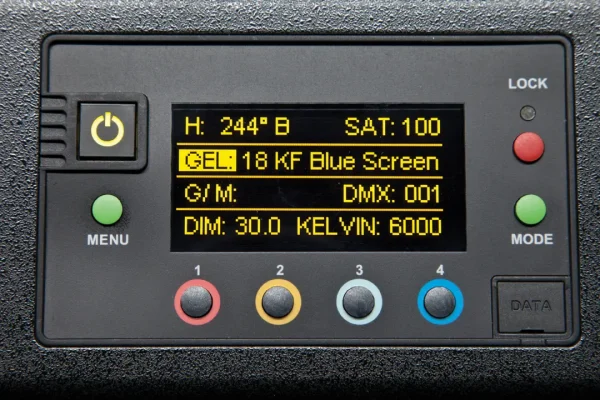 LOCK
H: 244° B SAT: 100
GEL: 18 KF Blue Screen
G/M: DMX: 001
DIM: 30.0 KELVIN: 6000
MENU
MODE
1 2 3 4
DATA